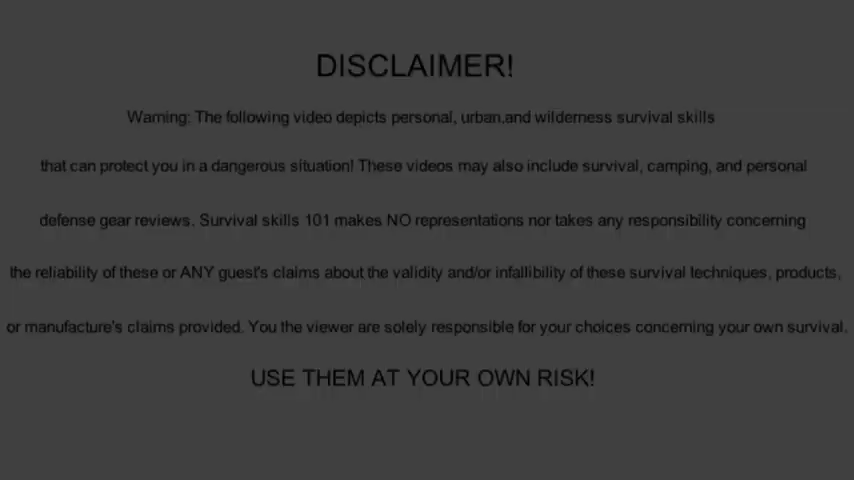 DISCLAIMER!
Warning: The following video depicts personal, urban,and wilderness survival skills
that can protect you in a dangerous situation! These videos may also include survival, camping, and personal
defense gear reviews. Survival skills 101 makes NO representations nor takes any responsibility concerning
the reliability of these or ANY guest's claims about the validity and/or infallibility of these survival techniques, products,
or manufacture's claims provided. You the viewer are solely responsible for your choices concerning your own survival.
USE THEM AT YOUR OWN RISK!